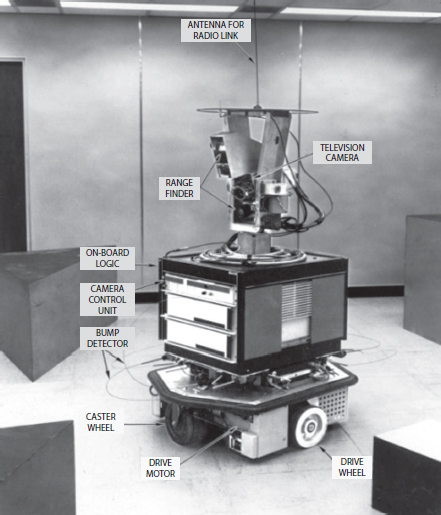 ANTENNA FOR
RADIO LINK
TELEVISION
CAMERA
RANGE
FINDER
ON-BOARD
LOGIC
CAMERA
CONTROL
UNIT
BUMP
DETECTOR
CASTER
WHEEL
DRIVE
MOTOR
DRIVE
WHEEL